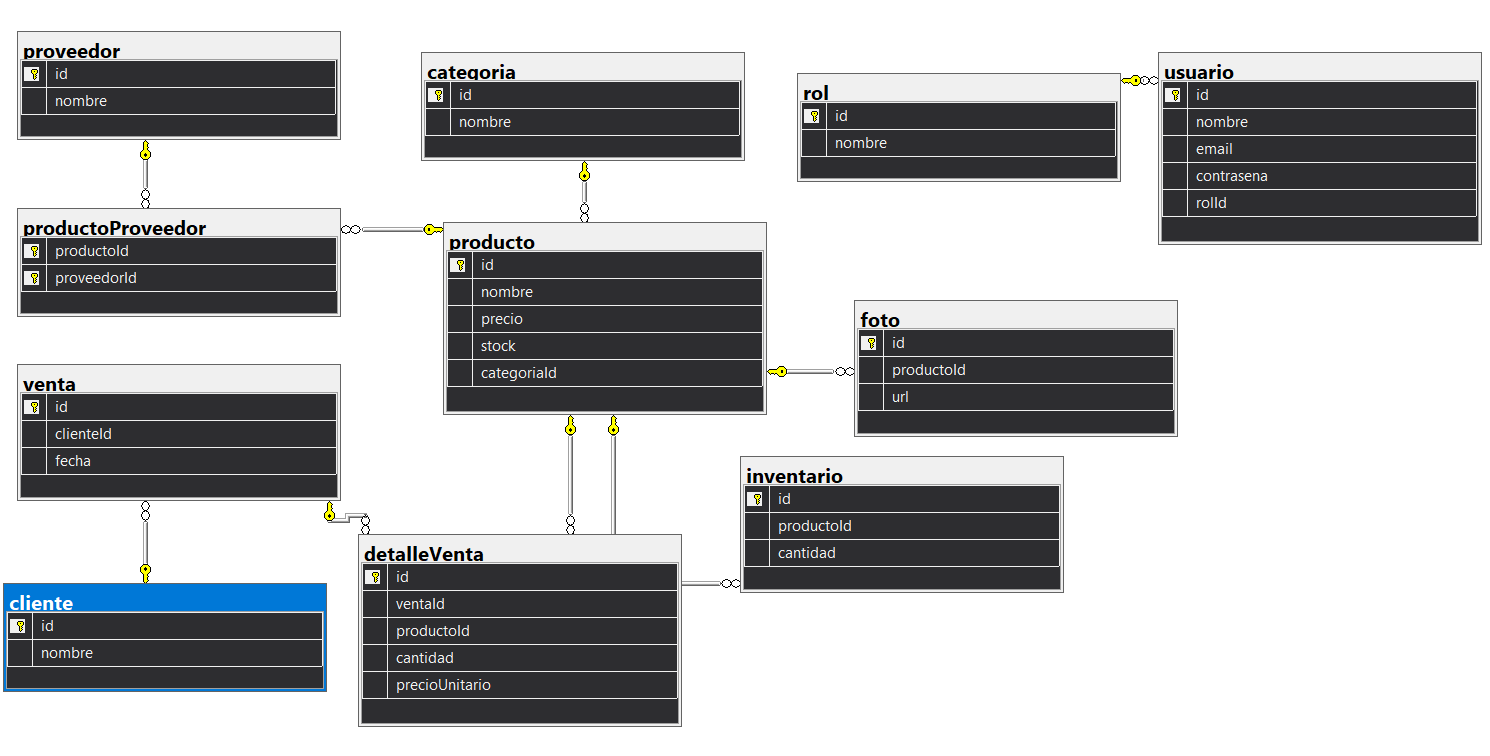 proveedor
id
nombre
categoria
id
nombre
rol
id
nombre
usuario
id
nombre
email
contrasena
rolId
productoProveedor
productoId
proveedorId
producto
id
nombre
precio
stock
categoriaId
foto
id
productoId
url
venta
id
clienteId
fecha
inventario
id
productoId
cantidad
detalleVenta
id
ventaId
productoId
cantidad
precioUnitario
cliente
id
nombre